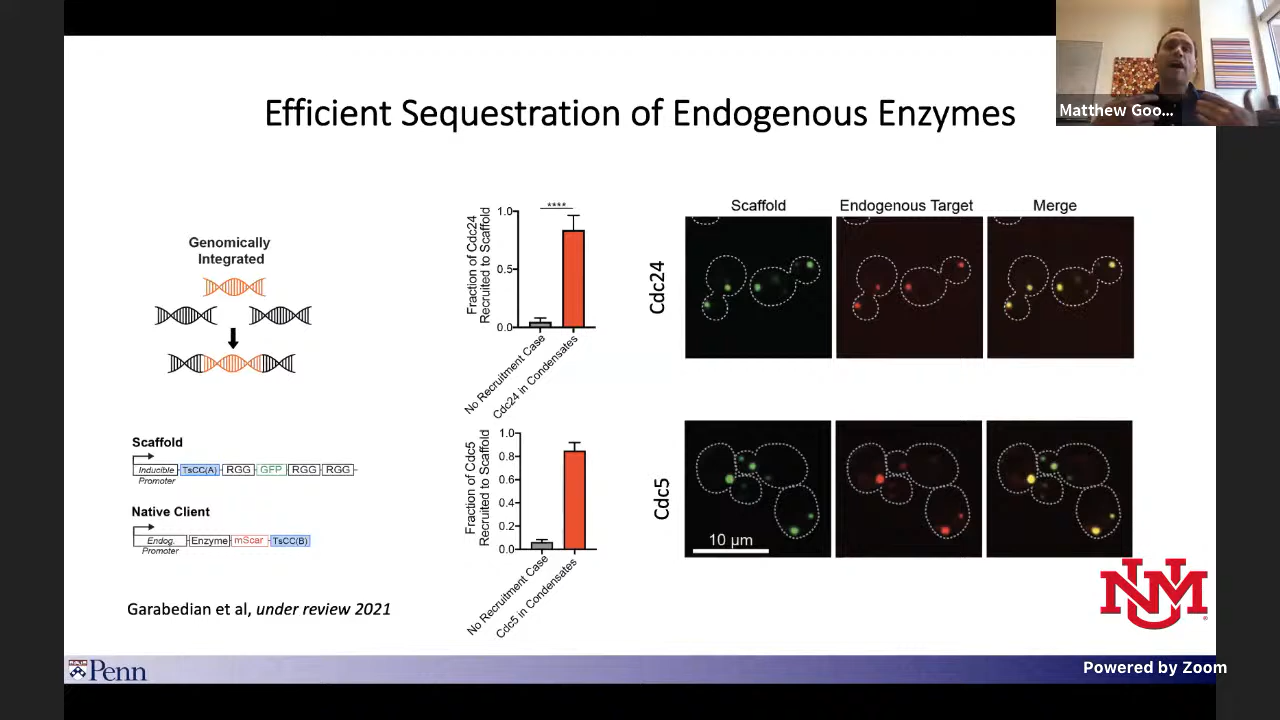 Efficient Sequestration of Endogenous Enzymes
Matthew Goo...
Genomically
Integrated
Scaffold
Inducible
Promoter
TsCC(A)
RGG
GFP
RGG
RGG
Native Client
Endog.
Promoter
Enzyme
mScar
TsCC(B)
Garabedian et al, under review 2021
Fraction of Cdc24
Recruited to Scaffold
1.0
0.5
0.0
****
No Recruitment Case
Cdc24 in Condensates
Fraction of Cdc5
Recruited to Scaffold
1.0
0.8
0.6
0.4
0.2
0.0
No Recruitment Case
Cdc5 in Condensates
Scaffold
Endogenous Target
Merge
Cdc24
Cdc5
10 µm
NM
Penn
Powered by Zoom